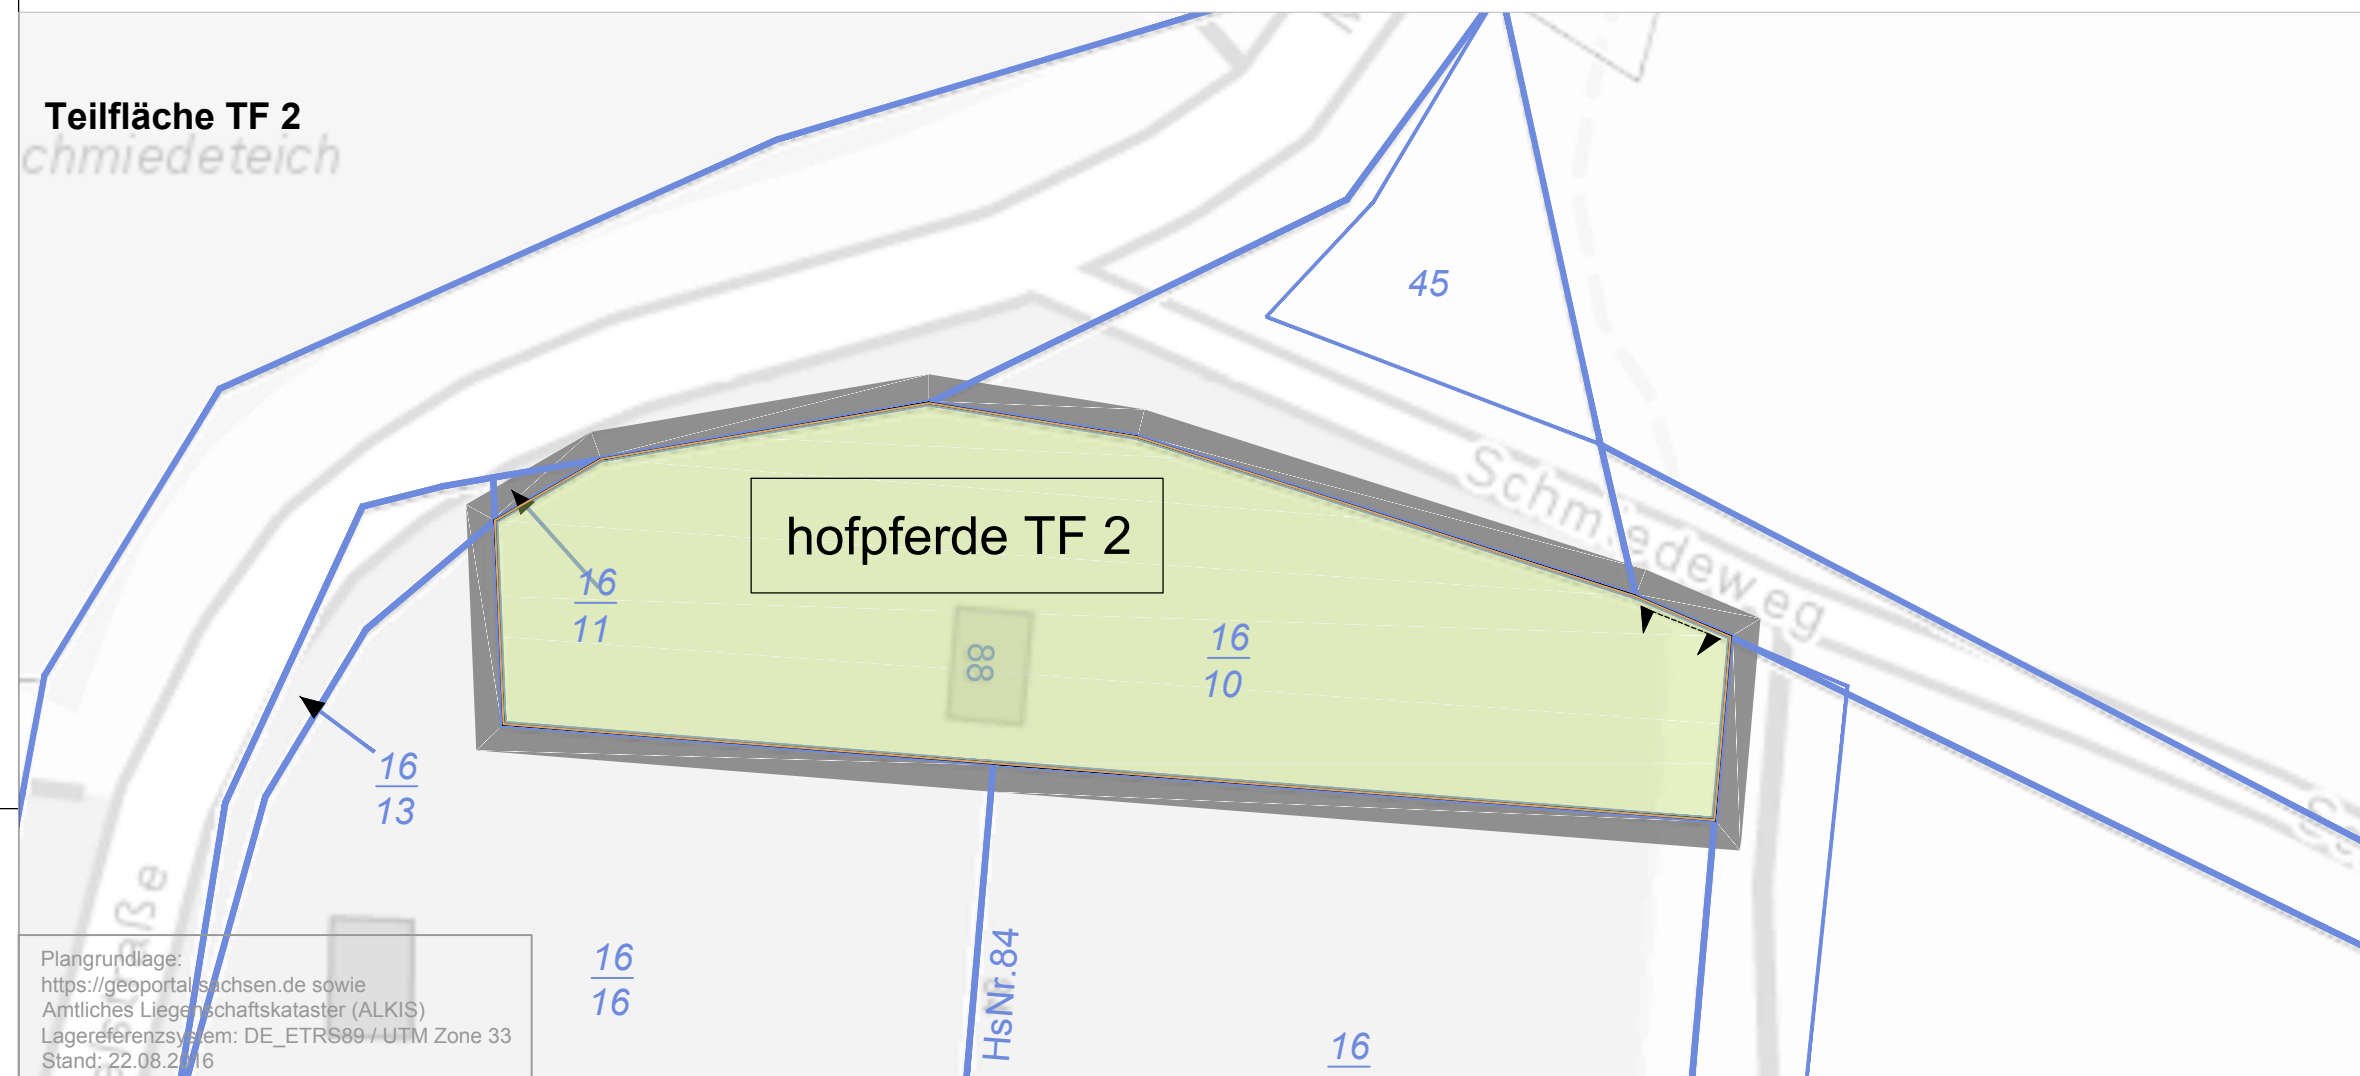 Teilfläche TF 2
chmiedeteich
45
Schmiedeweg
hofpferde TF 2
16
11
16
10
88
16
13
16
16
HsNr.84
16
Plangrundlage:
https://geoportal.sachsen.de sowie
Amtliches Liegenschaftskataster (ALKIS)
Lagereferenzsystem: DE_ETRS89 / UTM Zone 33
Stand: 22.08.2016